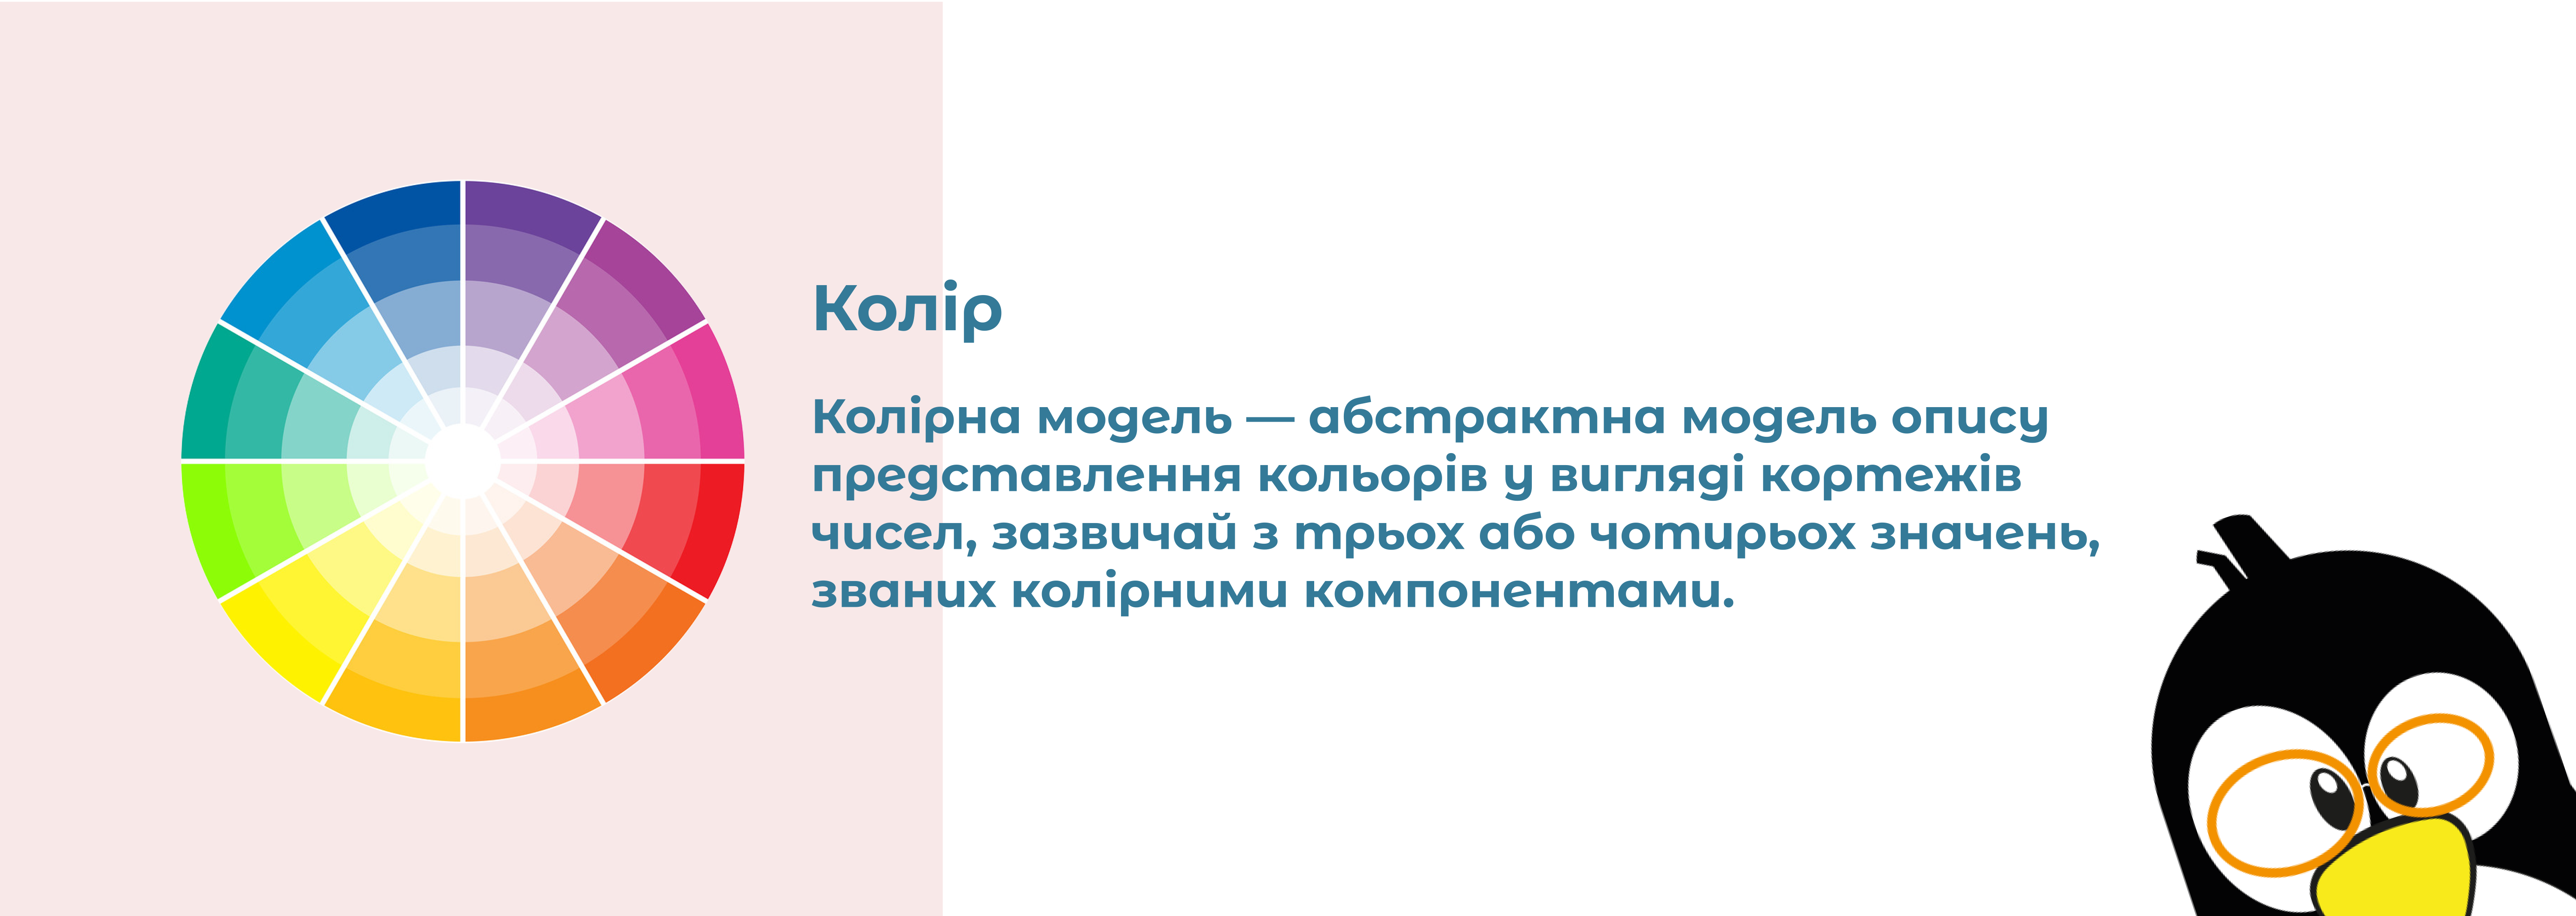 Колір
Колірна модель — абстрактна модель опису
представлення кольорів у вигляді кортежів
чисел, зазвичай з трьох або чотирьох значень,
званих колірними компонентами.